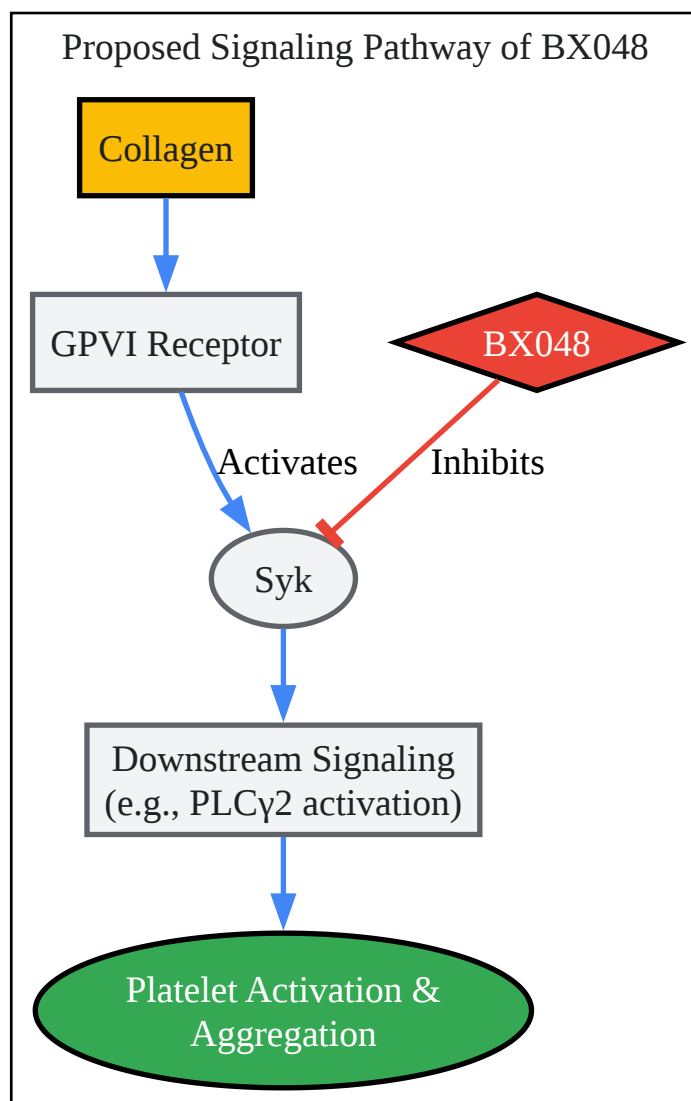 Proposed Signaling Pathway of BX048
Collagen
GPVI Receptor
BX048
Activates
Inhibits
Syk
Downstream Signaling
(e.g., PLCγ2 activation)
Platelet Activation &
Aggregation